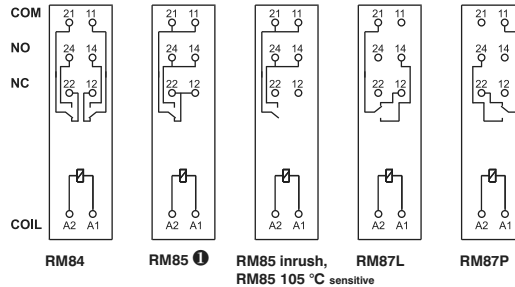 COM 21 11 21 11 21 11 21 11 21 11
NO 24 14 24 14 24 14 24 14 24 14
NC 22 12 22 12 22 12 22 12
COIL A2 A1 A2 A1 A2 A1 A2 A1 A2 A1
RM84 RM85 ❶ RM85 inrush, RM87L RM87P
RM85 105 °C sensitive